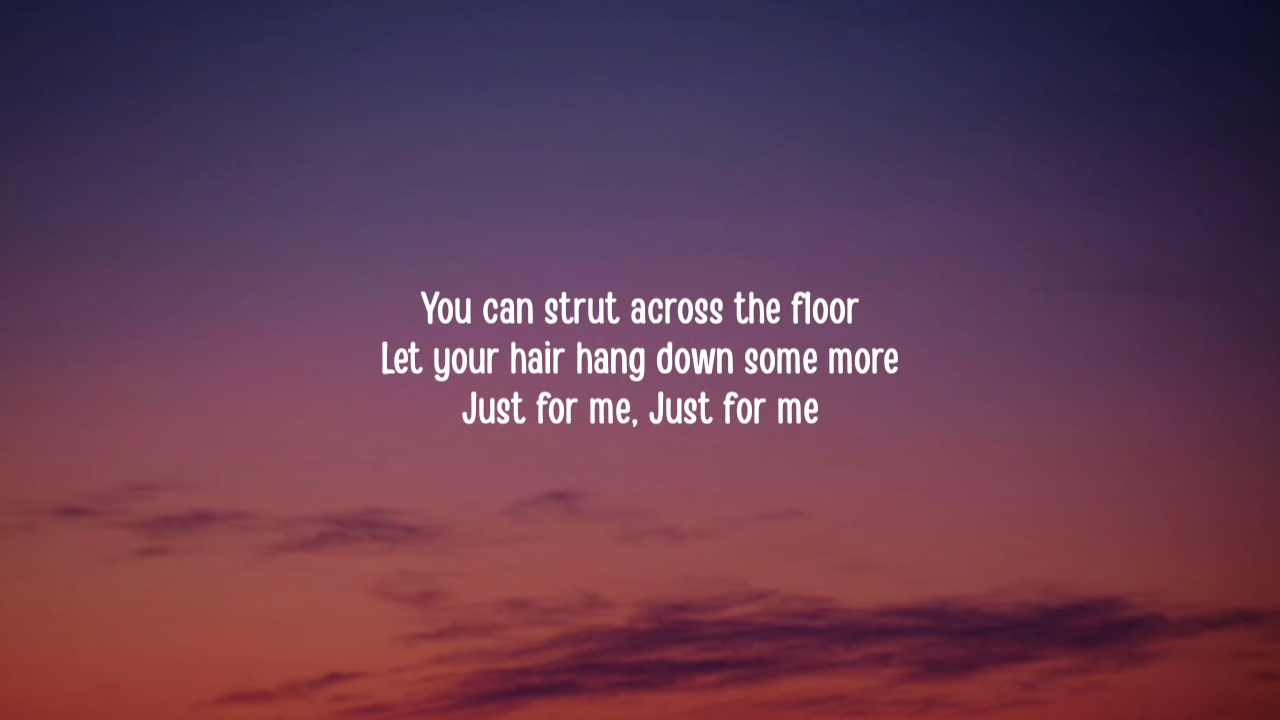 You can strut across the floor
Let your hair hang down some more
Just for me, Just for me